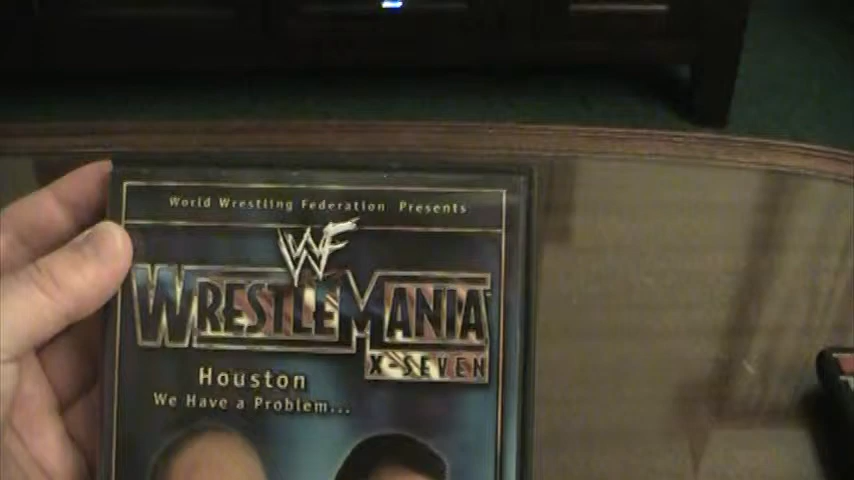 World Wrestling Federation Presents
WF
WRESTLEMANIA
X-SEVEN
Houston
We Have a Problem...